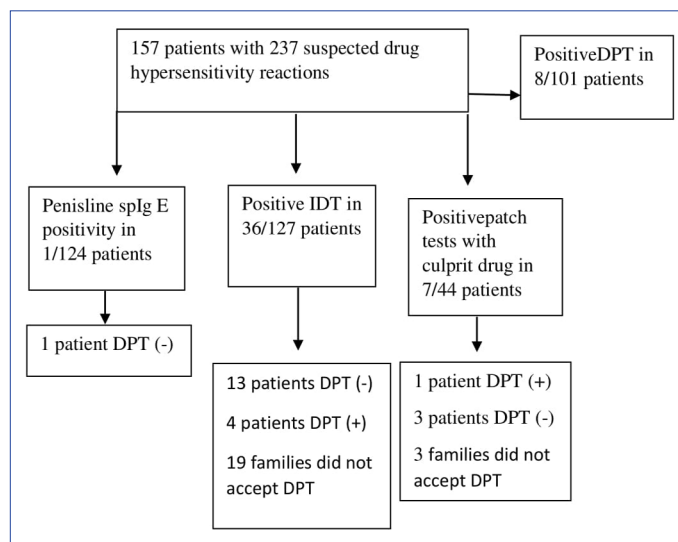 157 patients with 237 suspected drug
hypersensitivity reactions
PositiveDPT in
8/101 patients
Penisline spIg E
positivity in
1/124 patients
Positive IDT in
36/127 patients
Positivepatch
tests with
culprit drug in
7/44 patients
1 patient DPT (-)
13 patients DPT (-)
4 patients DPT (+)
19 families did not
accept DPT
1 patient DPT (+)
3 patients DPT (-)
3 families did not
accept DPT